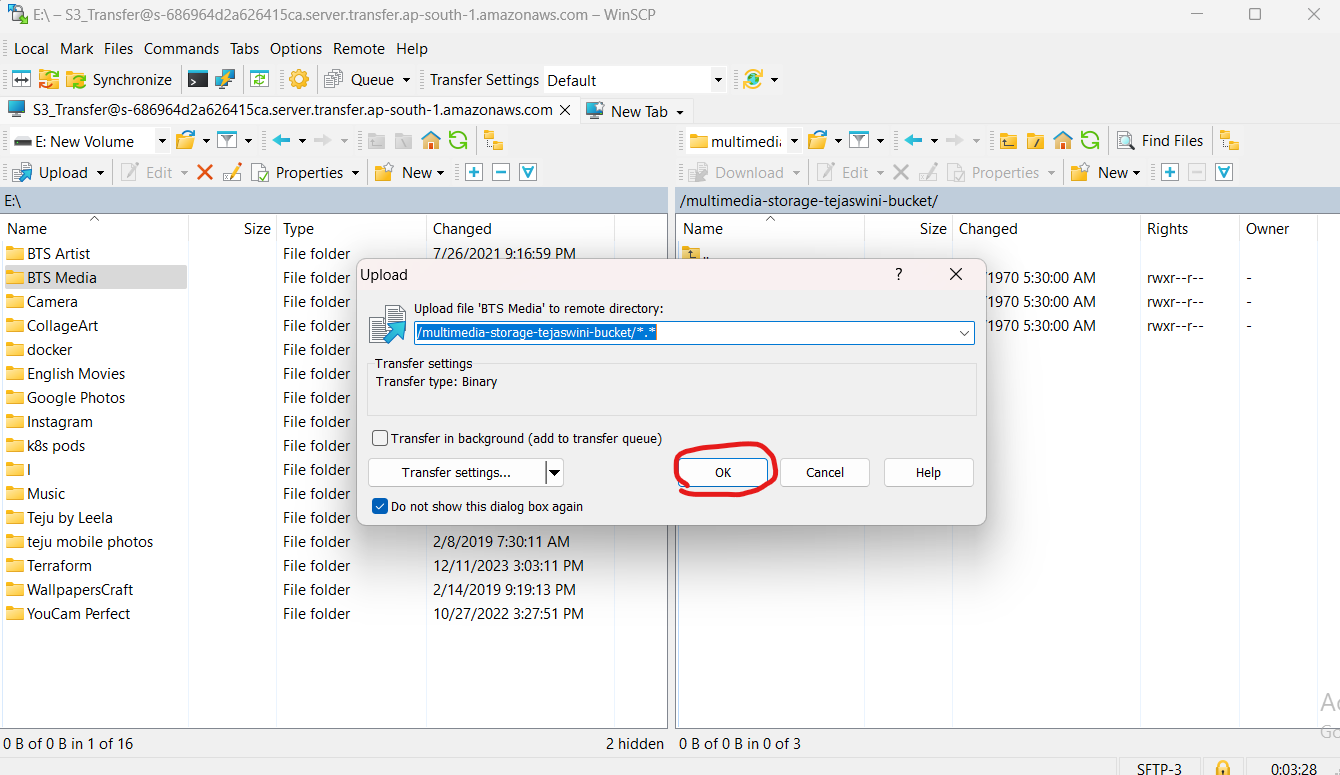 E:\ – S3_Transfer@s-686964d2a626415ca.server.transfer.ap-south-1.amazonaws.com – WinSCP
Local Mark Files Commands Tabs Options Remote Help
Synchronize Queue Transfer Settings Default
S3_Transfer@s-686964d2a626415ca.server.transfer.ap-south-1.amazonaws.com New Tab
E: New Volume
Upload Edit Properties New
E:\
Name Size Type Changed
BTS Artist File folder 7/26/2021 9:16:59 PM
BTS Media File folder
Camera File folder
CollageArt File folder
docker File folder
English Movies File folder
Google Photos File folder
Instagram File folder
k8s pods File folder
I File folder
Music File folder
Teju by Leela File folder
teju mobile photos File folder 2/8/2019 7:30:11 AM
Terraform File folder 12/11/2023 3:03:11 PM
WallpapersCraft File folder 2/14/2019 9:19:13 PM
YouCam Perfect File folder 10/27/2022 3:27:51 PM
0 B of 0 B in 1 of 16 2 hidden
multimedia Find Files
Download Edit Properties New
/multimedia-storage-tejaswini-bucket/
Name Size Changed Rights Owner
..
1970 5:30:00 AM rwxr--r-- -
1970 5:30:00 AM rwxr--r-- -
1970 5:30:00 AM rwxr--r-- -
0 B of 0 B in 0 of 3
Upload ?
Upload file 'BTS Media' to remote directory:
/multimedia-storage-tejaswini-bucket/*.*
Transfer settings
Transfer type: Binary
Transfer in background (add to transfer queue)
Transfer settings... OK Cancel Help
Do not show this dialog box again
SFTP-3 0:03:28